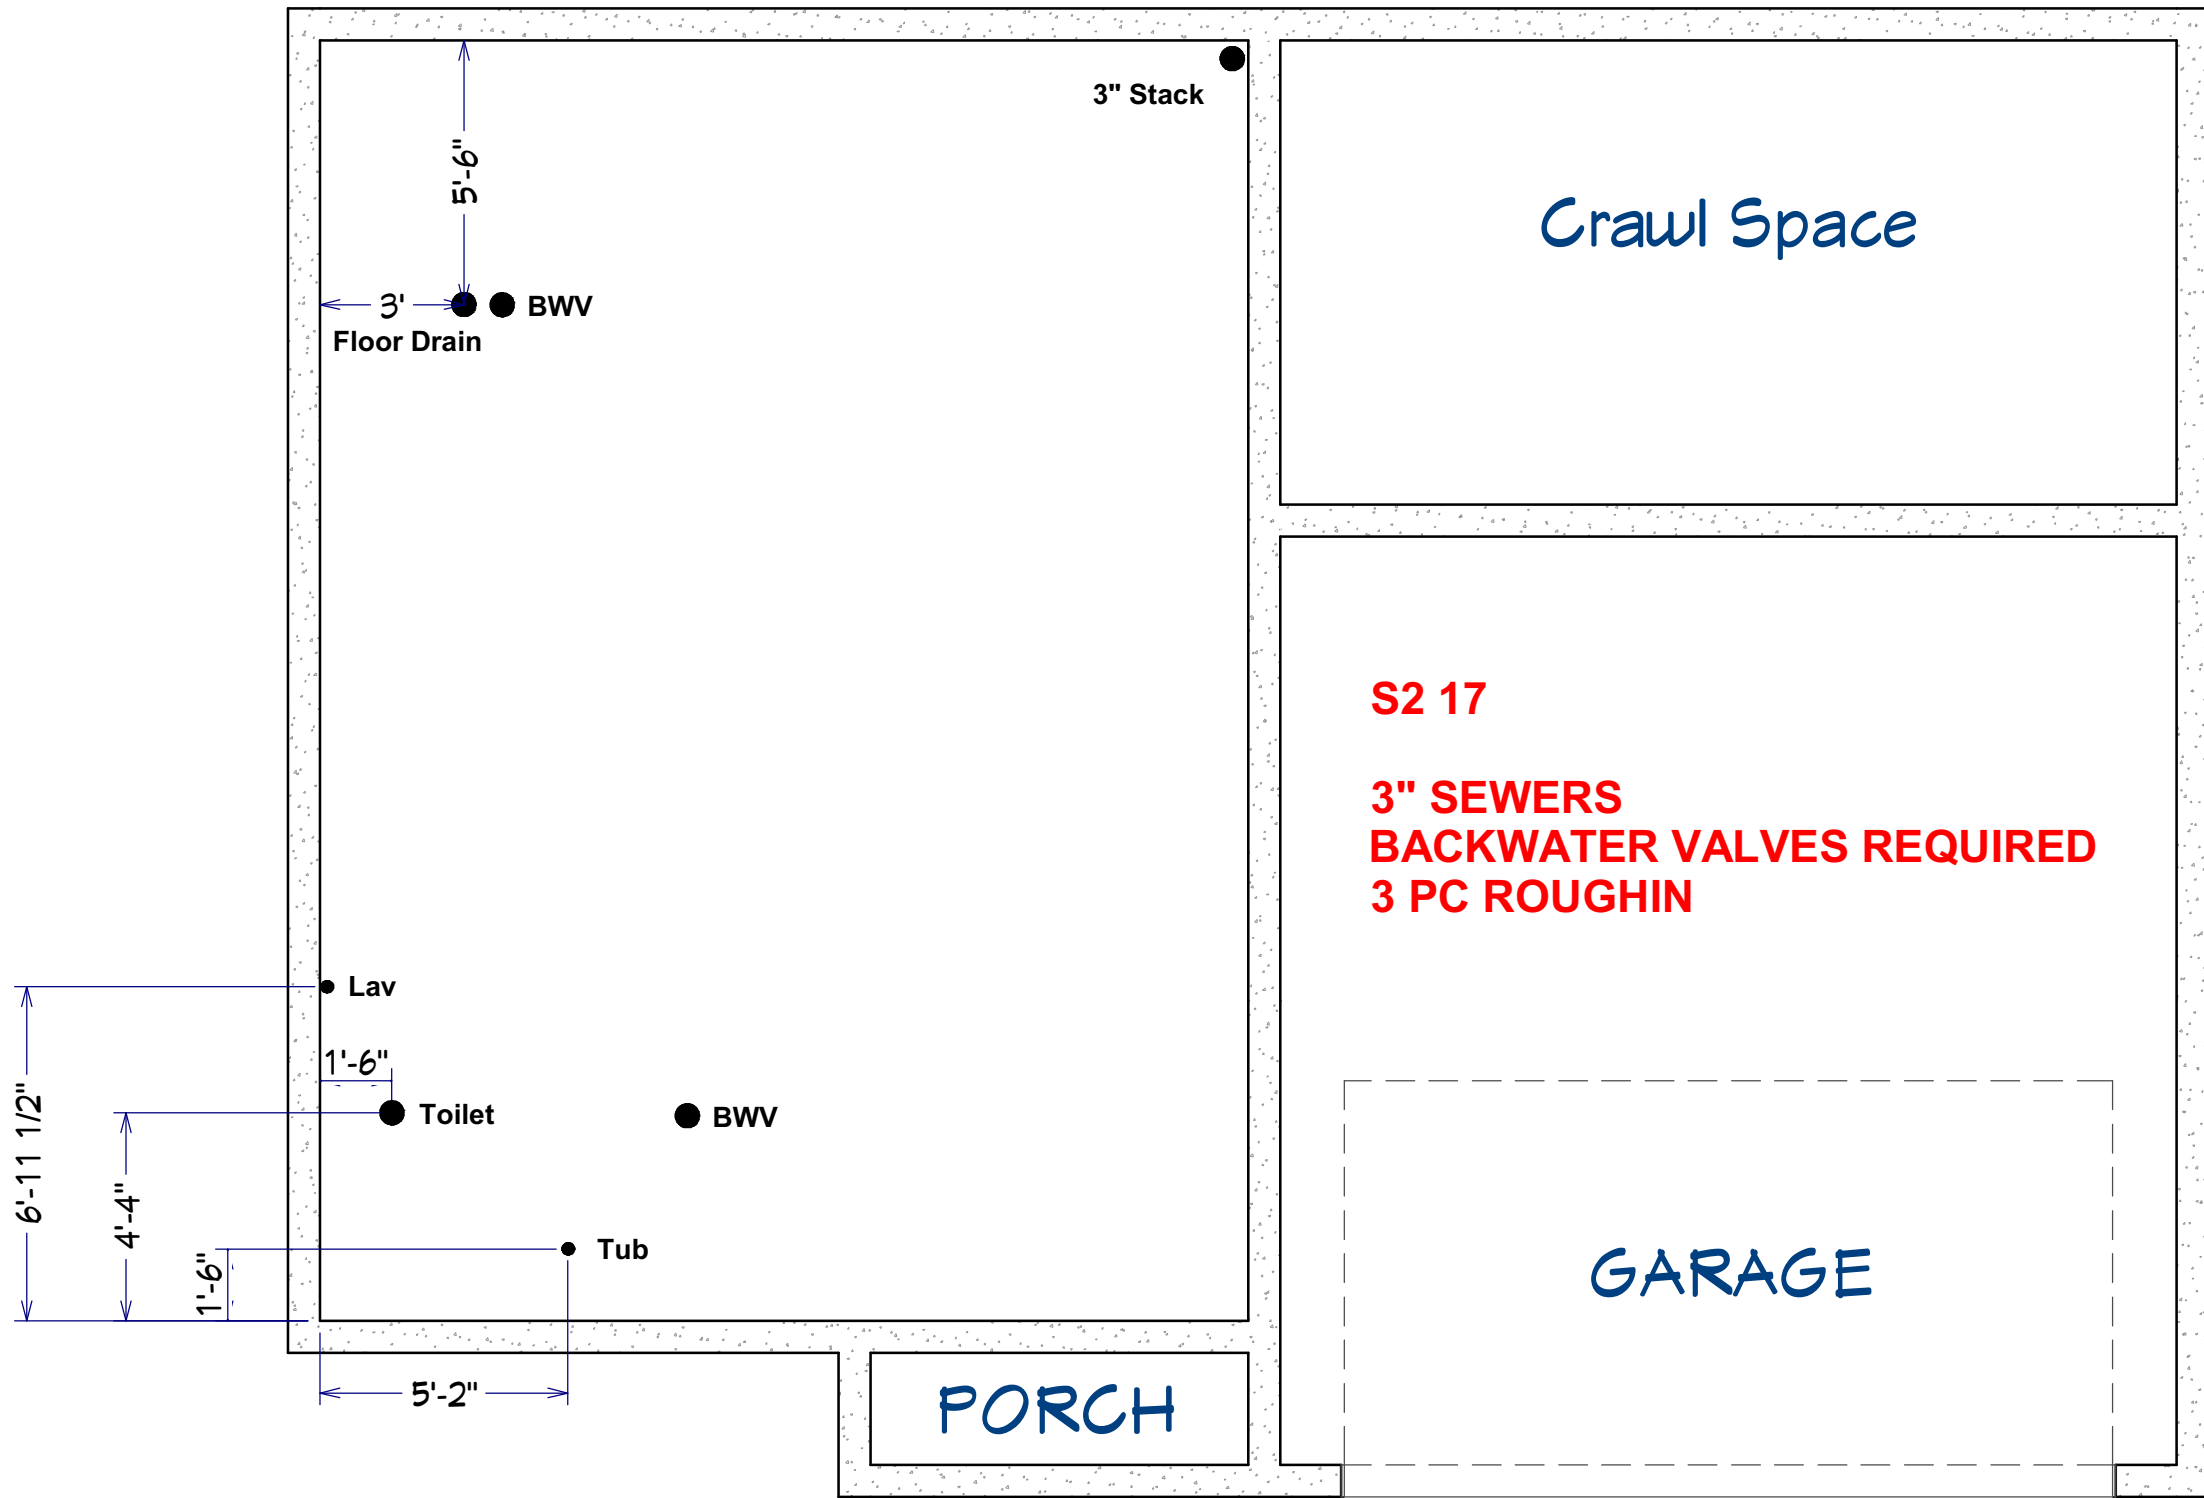 3" Stack
5'-6"
Crawl Space
3'
BWV
Floor Drain
S2 17
3" SEWERS
BACKWATER VALVES REQUIRED
3 PC ROUGHIN
Lav
1'-6"
6'-11 1/2"
Toilet
BWV
4'-4"
Tub
1'-6"
GARAGE
5'-2"
PORCH